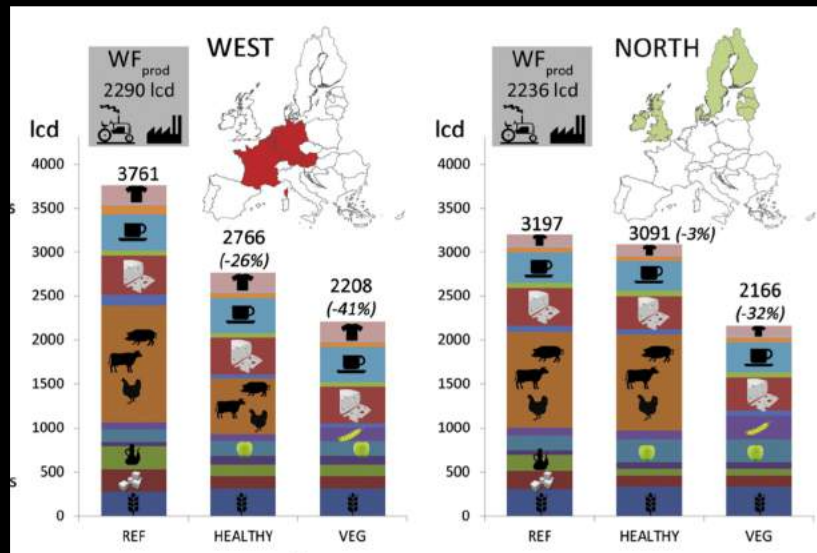 WF prod
2290 lcd
WEST
lcd
4000
3500
3000
2500
2000
1500
1000
500
0
3761
2766
(-26%)
2208
(-41%)
REF
HEALTHY
VEG
WF prod
2236 lcd
NORTH
lcd
4000
3500
3000
2500
2000
1500
1000
500
0
3197
3091 (-3%)
2166
(-32%)
REF
HEALTHY
VEG
s
s